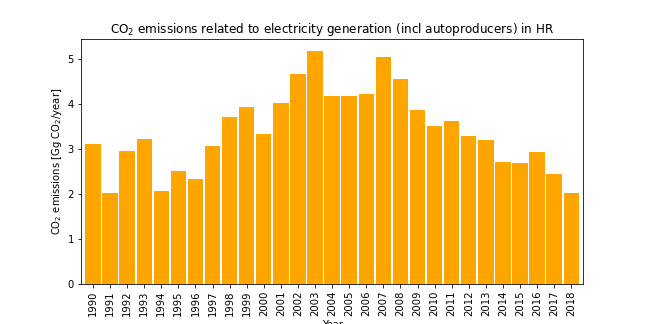 CO₂ emissions related to electricity generation (incl autoproducers) in HR
CO₂ emissions [Gg CO₂/year]
5
4
3
2
1
0
1990 1991 1992 1993 1994 1995 1996 1997 1998 1999 2000 2001 2002 2003 2004 2005 2006 2007 2008 2009 2010 2011 2012 2013 2014 2015 2016 2017 2018
Year